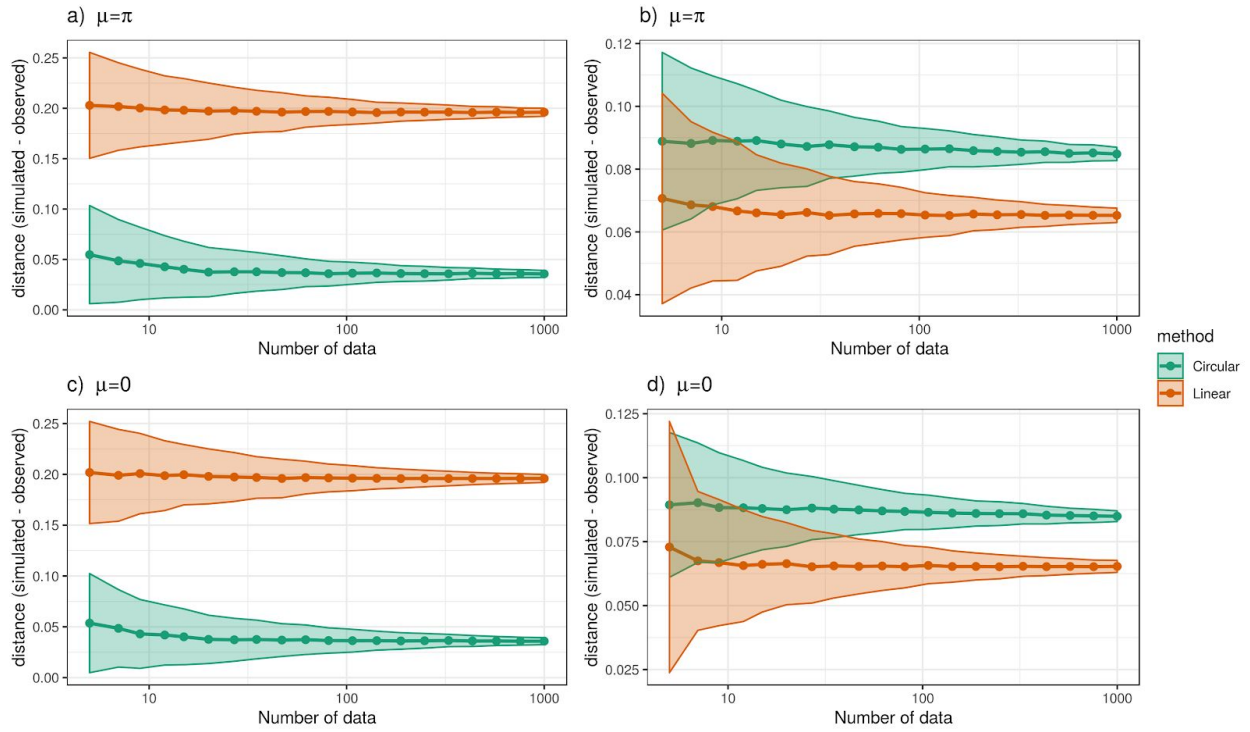 a) μ=π
distance (simulated - observed)
0.25
0.20
0.15
0.10
0.05
0.00
10
100
1000
Number of data
b) μ=π
distance (simulated - observed)
0.12
0.10
0.08
0.06
0.04
10
100
1000
Number of data
c) μ=0
distance (simulated - observed)
0.25
0.20
0.15
0.10
0.05
0.00
10
100
1000
Number of data
d) μ=0
distance (simulated - observed)
0.125
0.100
0.075
0.050
0.025
10
100
1000
Number of data
method
Circular
Linear